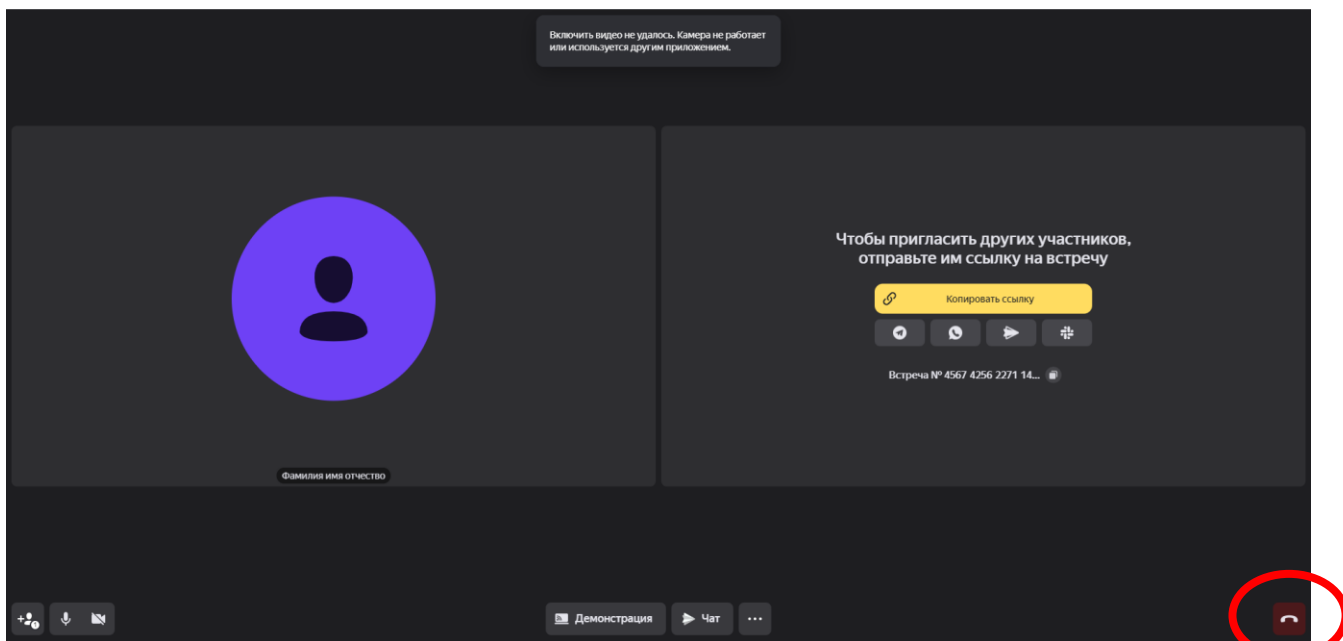 Включить видео не удалось. Камера не работает
или используется другим приложением.
Чтобы пригласить других участников,
отправьте им ссылку на встречу
Копировать ссылку
Встреча № 4567 4256 2271 14...
Фамилия имя отчество
Демонстрация
Чат